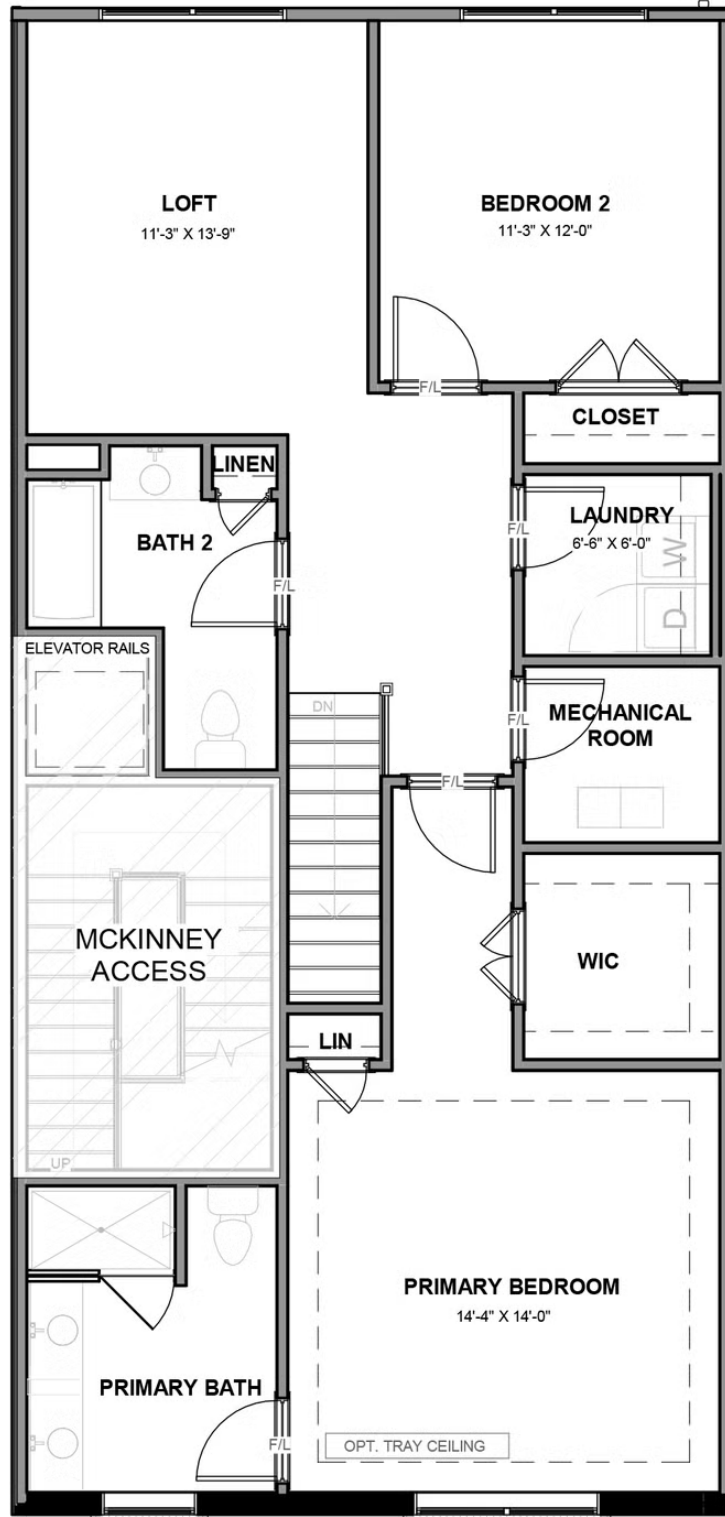 LOFT
11'-3" X 13'-9"
BEDROOM 2
11'-3" X 12'-0"
F/L
CLOSET
LINEN
BATH 2
F/L
LAUNDRY
6'-6" X 6'-0"
F/L
W
D
ELEVATOR RAILS
DN
MECHANICAL
ROOM
F/L
F/L
MCKINNEY
ACCESS
WIC
LIN
UP
PRIMARY BEDROOM
14'-4" X 14'-0"
PRIMARY BATH
F/L
OPT. TRAY CEILING